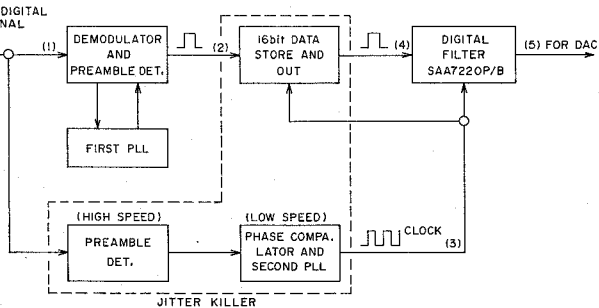 DIGITAL
NAL
(1)
DEMODULATOR
AND
PREAMBLE DET.
(2)
16bit DATA
STORE AND
OUT
(4)
DIGITAL
FILTER
SAA7220P/B
(5) FOR DAC
FIRST PLL
(HIGH SPEED)
PREAMBLE
DET.
(LOW SPEED)
PHASE COMPA.
LATOR AND
SECOND PLL
CLOCK
(3)
JITTER KILLER